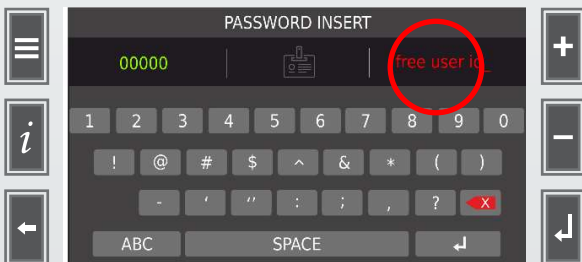 PASSWORD INSERT
00000 free user id_
1 2 3 4 5 6 7 8 9 0
! @ # $ ^ & * ( )
- ' '' : ; , ? X
ABC SPACE
i